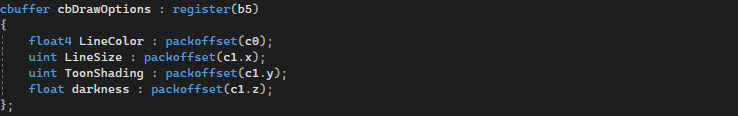 cbuffer cbDrawOptions : register(b5)
{
    float4 LineColor : packoffset(c0);
    uint LineSize : packoffset(c1.x);
    uint ToonShading : packoffset(c1.y);
    float darkness : packoffset(c1.z);
};